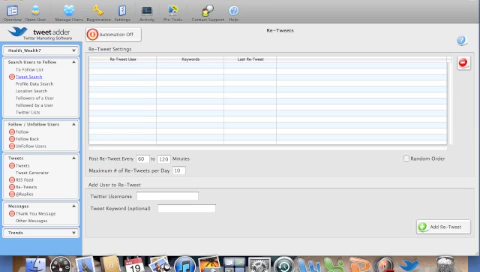 Open User
Manage Users
Registration
Settings
Activity
Pro Tools
Contact Support
Help
tweet adder
Twitter Marketing Software
Automation Off
Re-Tweets
Health_Wealth7
Search Users to Follow
To Follow List
Tweet Search
Profile Data Search
Location Search
Followers of a User
Followed by a User
Twitter Lists
Follow / Unfollow Users
Follow
Follow Back
UnFollow Users
Tweets
Tweets
Tweet Generator
RSS Feed
Re-Tweets
@Replies
Messages
Thank You Message
Other Messages
Trends
Re-Tweet Settings
Re-Tweet User Keywords Last Re-Tweet
Post Re-Tweet Every 60 to 120 Minutes
Random Order
Maximum # of Re-Tweets per Day 10
Add User to Re-Tweet
Twitter Username
Tweet Keyword (optional)
Add Re-Tweet
19